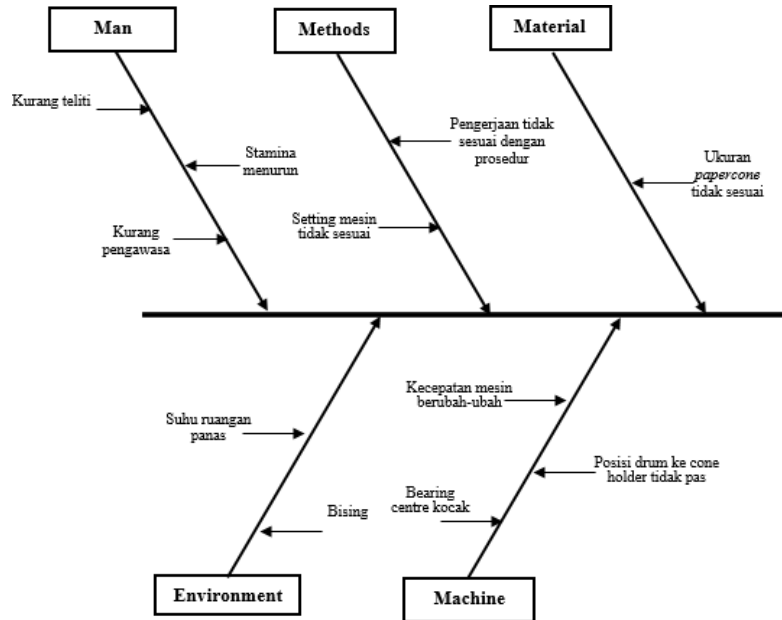 Man
Methods
Material
Kurang teliti
Stamina
menurun
Kurang
pengawasa
Pengerjaan tidak
sesuai dengan
prosedur
Setting mesin
tidak sesuai
Ukuran
papercone
tidak sesuai
Suhu ruangan
panas
Bising
Kecepatan mesin
berubah-ubah
Posisi drum ke cone
holder tidak pas
Bearing
centre kocak
Environment
Machine